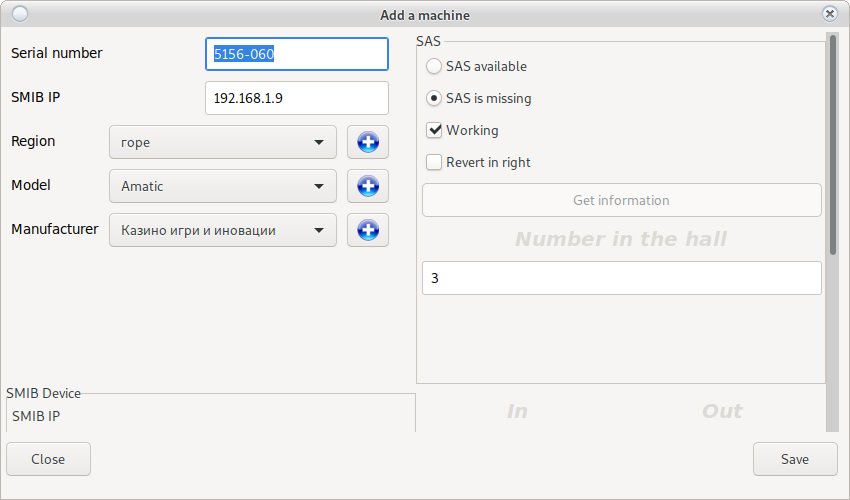 Add a machine
Serial number
5156-060
SMIB IP
192.168.1.9
Region
горе
Model
Amatic
Manufacturer
Казино игри и иновации
SAS
SAS available
SAS is missing
Working
Revert in right
Get information
Number in the hall
3
SMIB Device
SMIB IP
In
Out
Close
Save